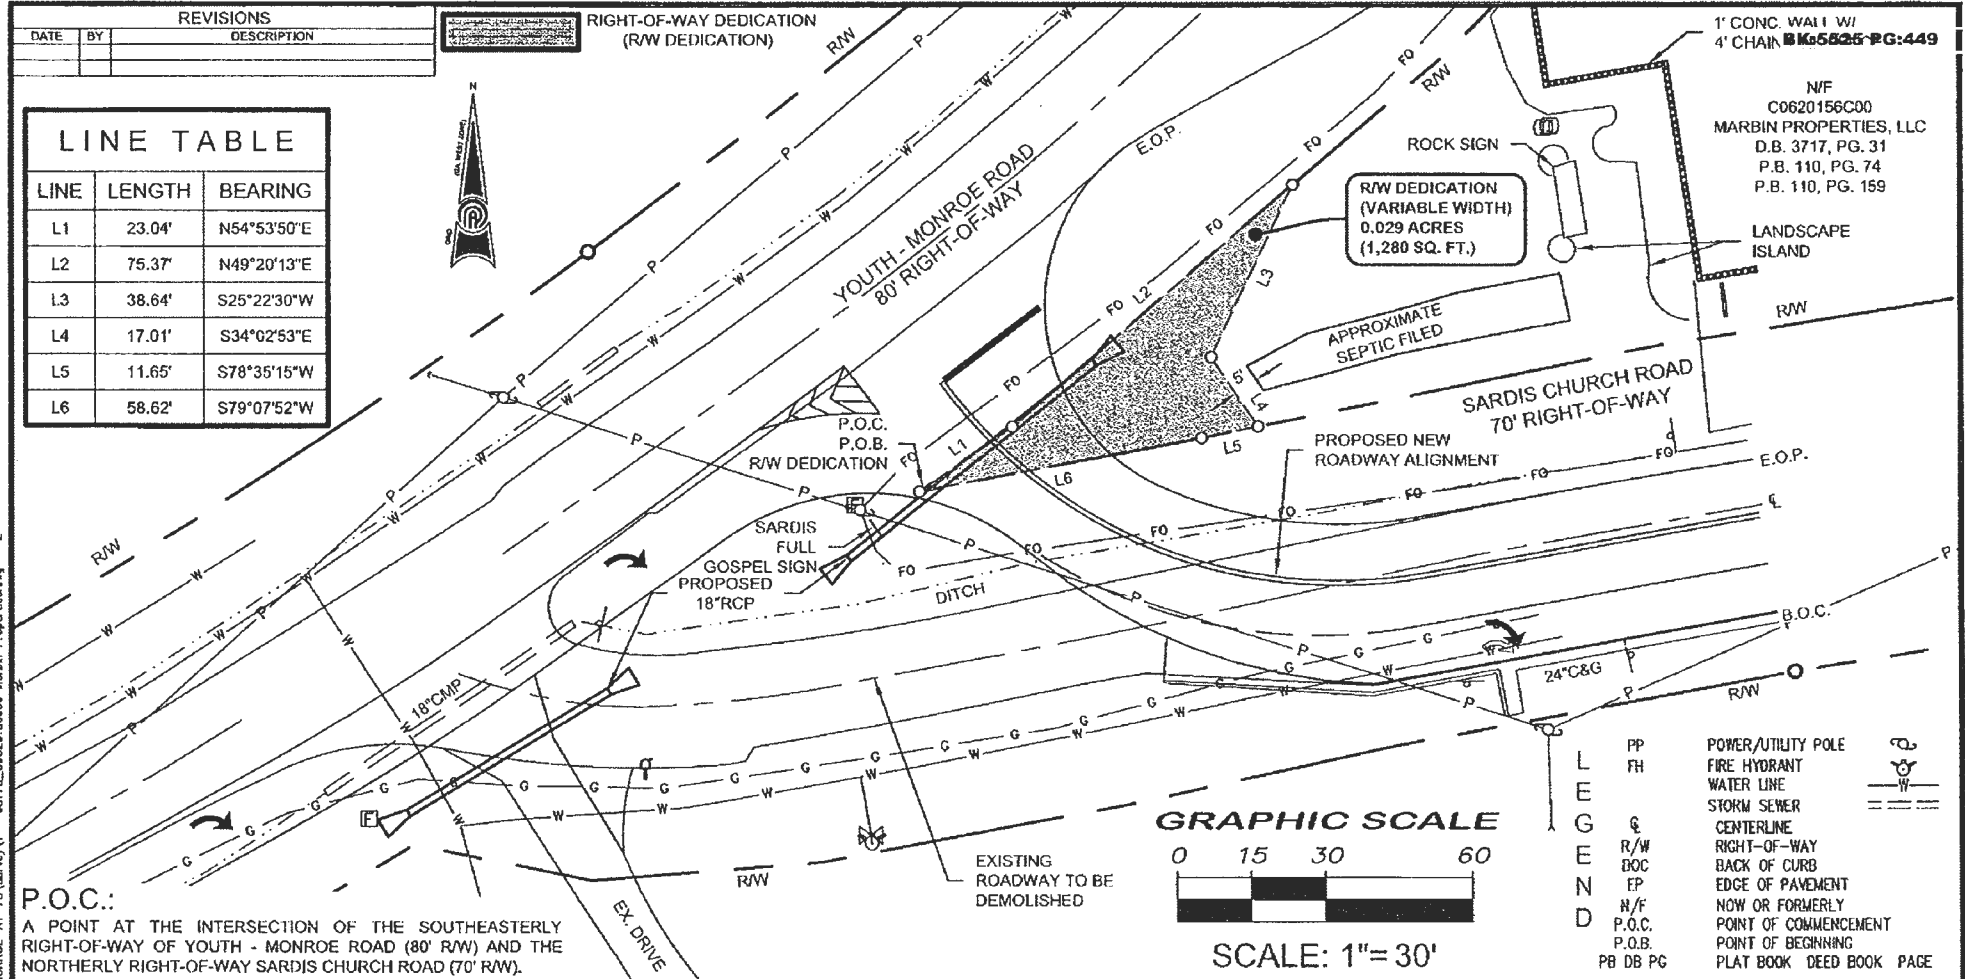 REVISIONS
DATE BY DESCRIPTION
RIGHT-OF-WAY DEDICATION
(R/W DEDICATION)
LINE TABLE
LINE LENGTH BEARING
L1 23.04' N54°53'50"E
L2 75.37' N49°20'13"E
L3 38.64' S25°22'30"W
L4 17.01' S34°02'53"E
L5 11.65' S78°35'15"W
L6 58.62' S79°07'52"W
N
R/W
R/W
R/W
R/W
R/W
R/W
YOUTH - MONROE ROAD
80' RIGHT-OF-WAY
E.O.P.
1' CONC. WALL W/
4' CHAIN
BK:5525 PG:449
N/F
C0620156C00
MARBIN PROPERTIES, LLC
D.B. 3717, PG. 31
P.B. 110, PG. 74
P.B. 110, PG. 159
ROCK SIGN
R/W DEDICATION
(VARIABLE WIDTH)
0.029 ACRES
(1,280 SQ. FT.)
LANDSCAPE
ISLAND
APPROXIMATE
SEPTIC FILED
5'
L1
L2
L3
L4
L5
L6
SARDIS CHURCH ROAD
70' RIGHT-OF-WAY
P.O.C.
P.O.B.
R/W DEDICATION
PROPOSED NEW
ROADWAY ALIGNMENT
E.O.P.
SARDIS
FULL
GOSPEL SIGN
PROPOSED
18"RCP
DITCH
B.O.C.
24"C&G
18"CMP
EXISTING
ROADWAY TO BE
DEMOLISHED
EX. DRIVE
P.O.C.:
A POINT AT THE INTERSECTION OF THE SOUTHEASTERLY
RIGHT-OF-WAY OF YOUTH - MONROE ROAD (80' R/W) AND THE
NORTHERLY RIGHT-OF-WAY SARDIS CHURCH ROAD (70' R/W).
GRAPHIC SCALE
0 15 30 60
SCALE: 1"= 30'
LEGEND
PP POWER/UTILITY POLE
FH FIRE HYDRANT
WATER LINE W
STORM SEWER
℄ CENTERLINE
R/W RIGHT-OF-WAY
BOC BACK OF CURB
EP EDGE OF PAVEMENT
N/F NOW OR FORMERLY
P.O.C. POINT OF COMMENCEMENT
P.O.B. POINT OF BEGINNING
PB DB PG PLAT BOOK DEED BOOK PAGE